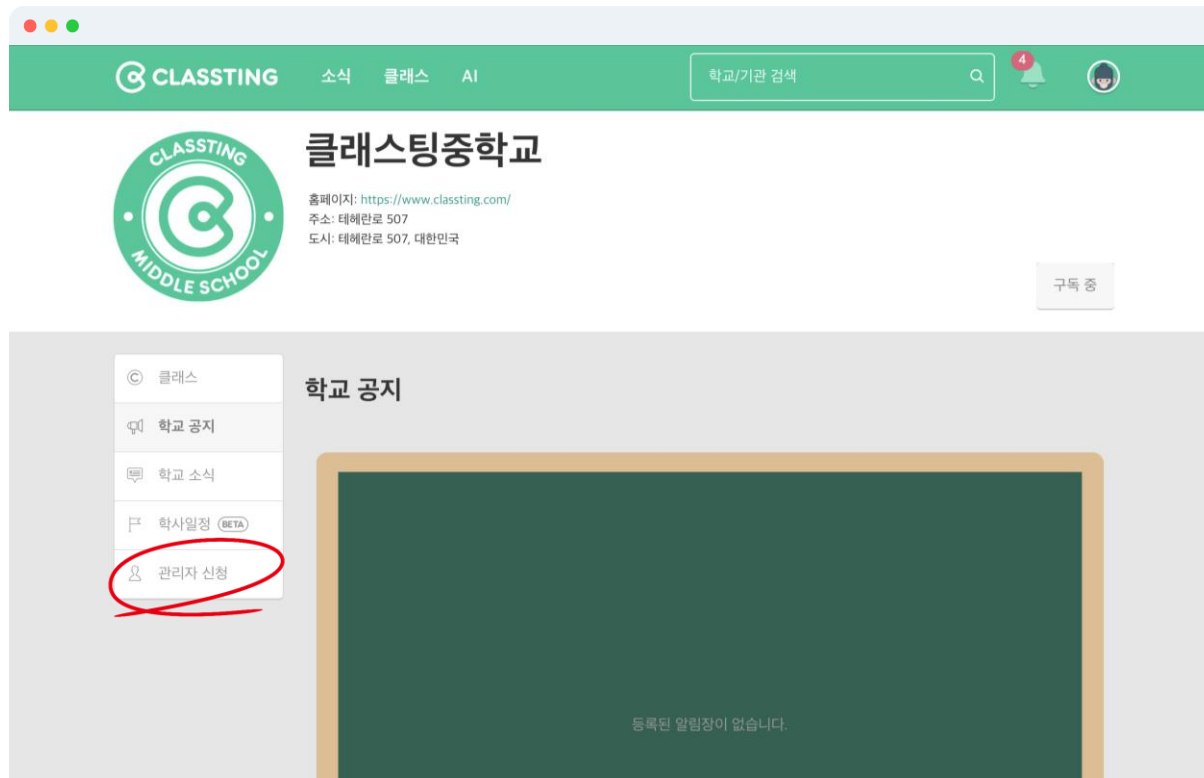 CLASSTING 소식 클래스 AI 학교/기관 검색 4
CLASSTING
MIDDLE SCHOOL
클래스팅중학교
홈페이지: https://www.classting.com/
주소: 테헤란로 507
도시: 테헤란로 507, 대한민국
구독 중
클래스
학교 공지
학교 소식
학사일정 BETA
관리자 신청
학교 공지
등록된 알림장이 없습니다.